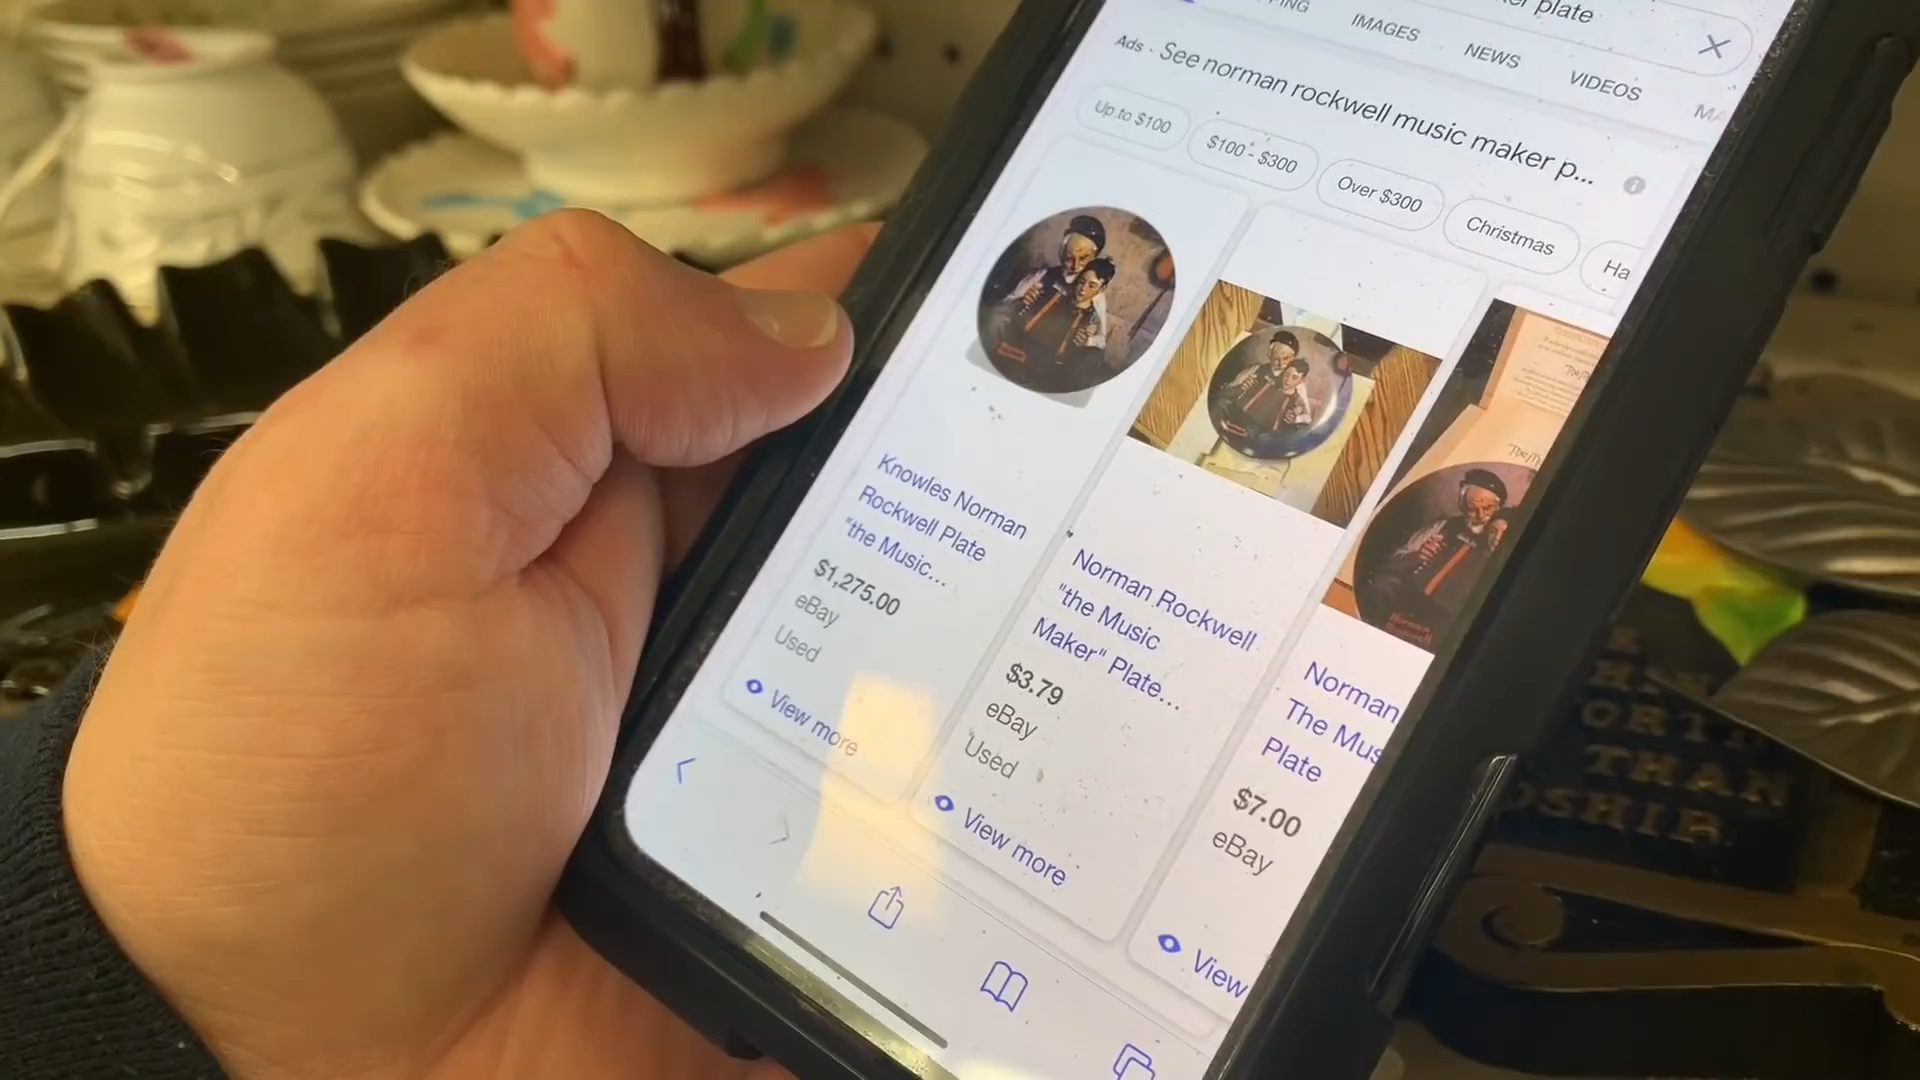 plate
IMAGES
NEWS
VIDEOS
Ads · See norman rockwell music maker p...
Up to $100
$100 - $300
Over $300
Christmas
Ha
Knowles Norman
Rockwell Plate
"the Music...
$1,275.00
eBay
Used
View more
Norman Rockwell
"the Music
Maker" Plate...
$3.79
eBay
Used
View more
Norman
The Mus
Plate
$7.00
eBay
View
THAN